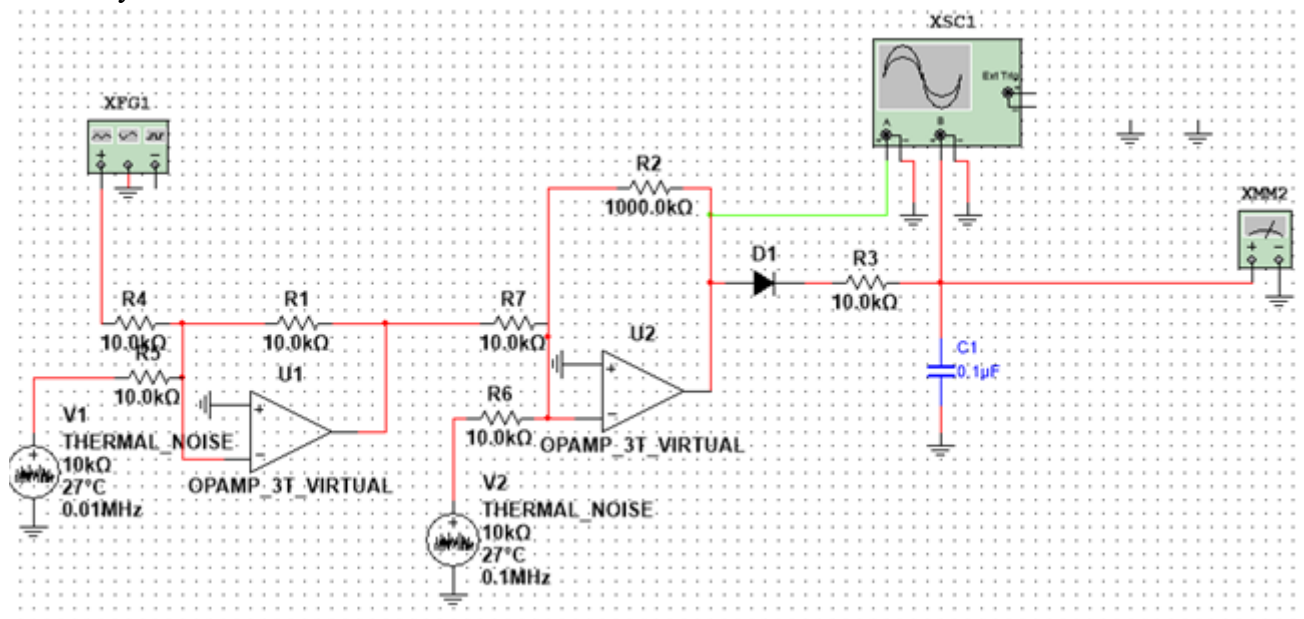 XSC1
Ext Trig
A
B
XFG1
R2
1000.0kΩ
XMM2
D1
R3
10.0kΩ
R4
10.0kΩ
R1
10.0kΩ
R7
10.0kΩ
U2
C1
0.1µF
R5
10.0kΩ
U1
R6
10.0kΩ
OPAMP_3T_VIRTUAL
V1
THERMAL_NOISE
10kΩ
27°C
0.01MHz
OPAMP_3T_VIRTUAL
V2
THERMAL_NOISE
10kΩ
27°C
0.1MHz